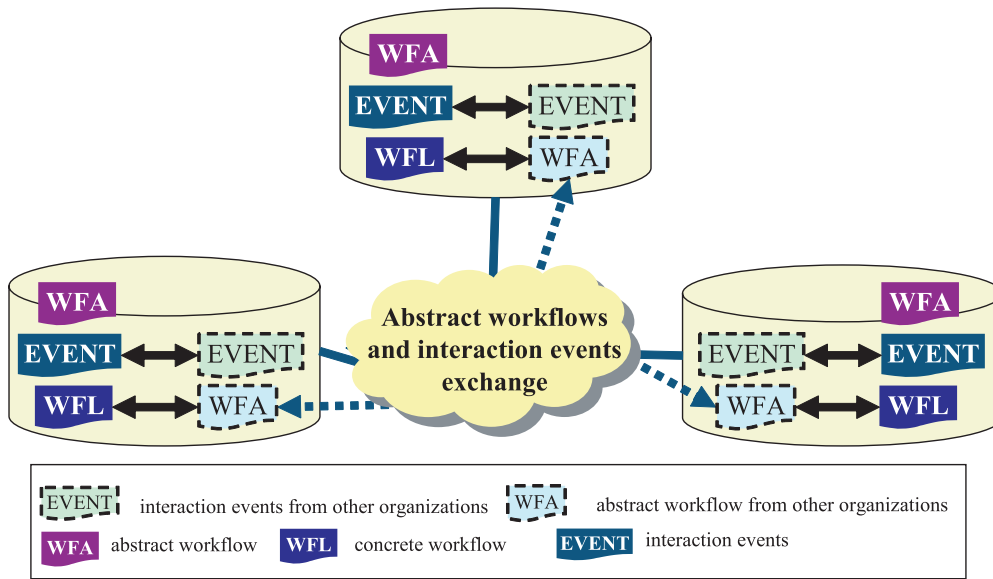 WFA
EVENT EVENT
WFL WFA
Abstract workflows
and interaction events
exchange
WFA
EVENT EVENT
WFL WFA
WFA
EVENT EVENT
WFA WFL
EVENT interaction events from other organizations WFA abstract workflow from other organizations
WFA abstract workflow WFL concrete workflow EVENT interaction events